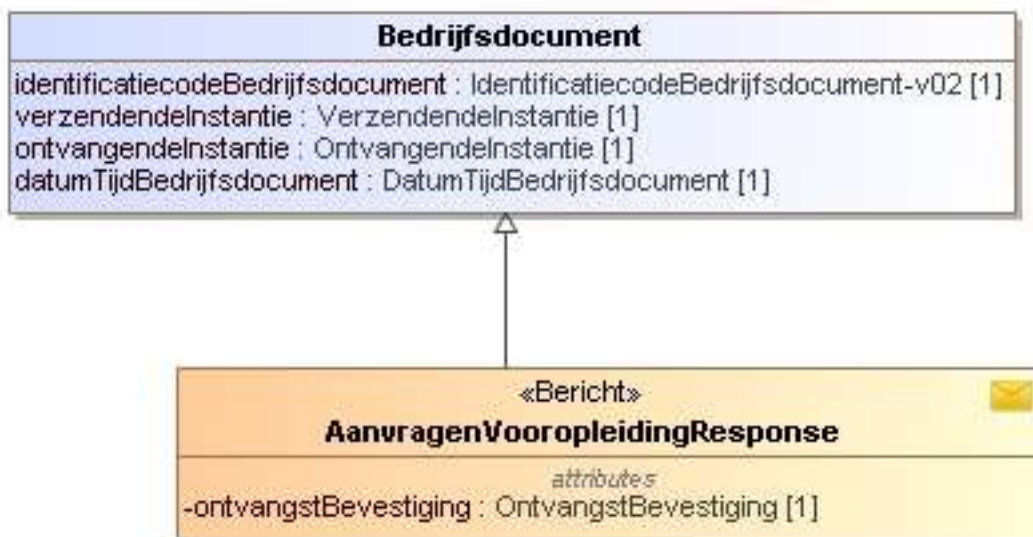 Bedrijfsdocument
identificatiecodeBedrijfsdocument : IdentificatiecodeBedrijfsdocument-v02 [1]
verzendendeInstantie : VerzendendeInstantie [1]
ontvangendeInstantie : OntvangendeInstantie [1]
datumTijdBedrijfsdocument : DatumTijdBedrijfsdocument [1]
«Bericht»
AanvragenVooropleidingResponse
attributes
-ontvangstBevestiging : OntvangstBevestiging [1]